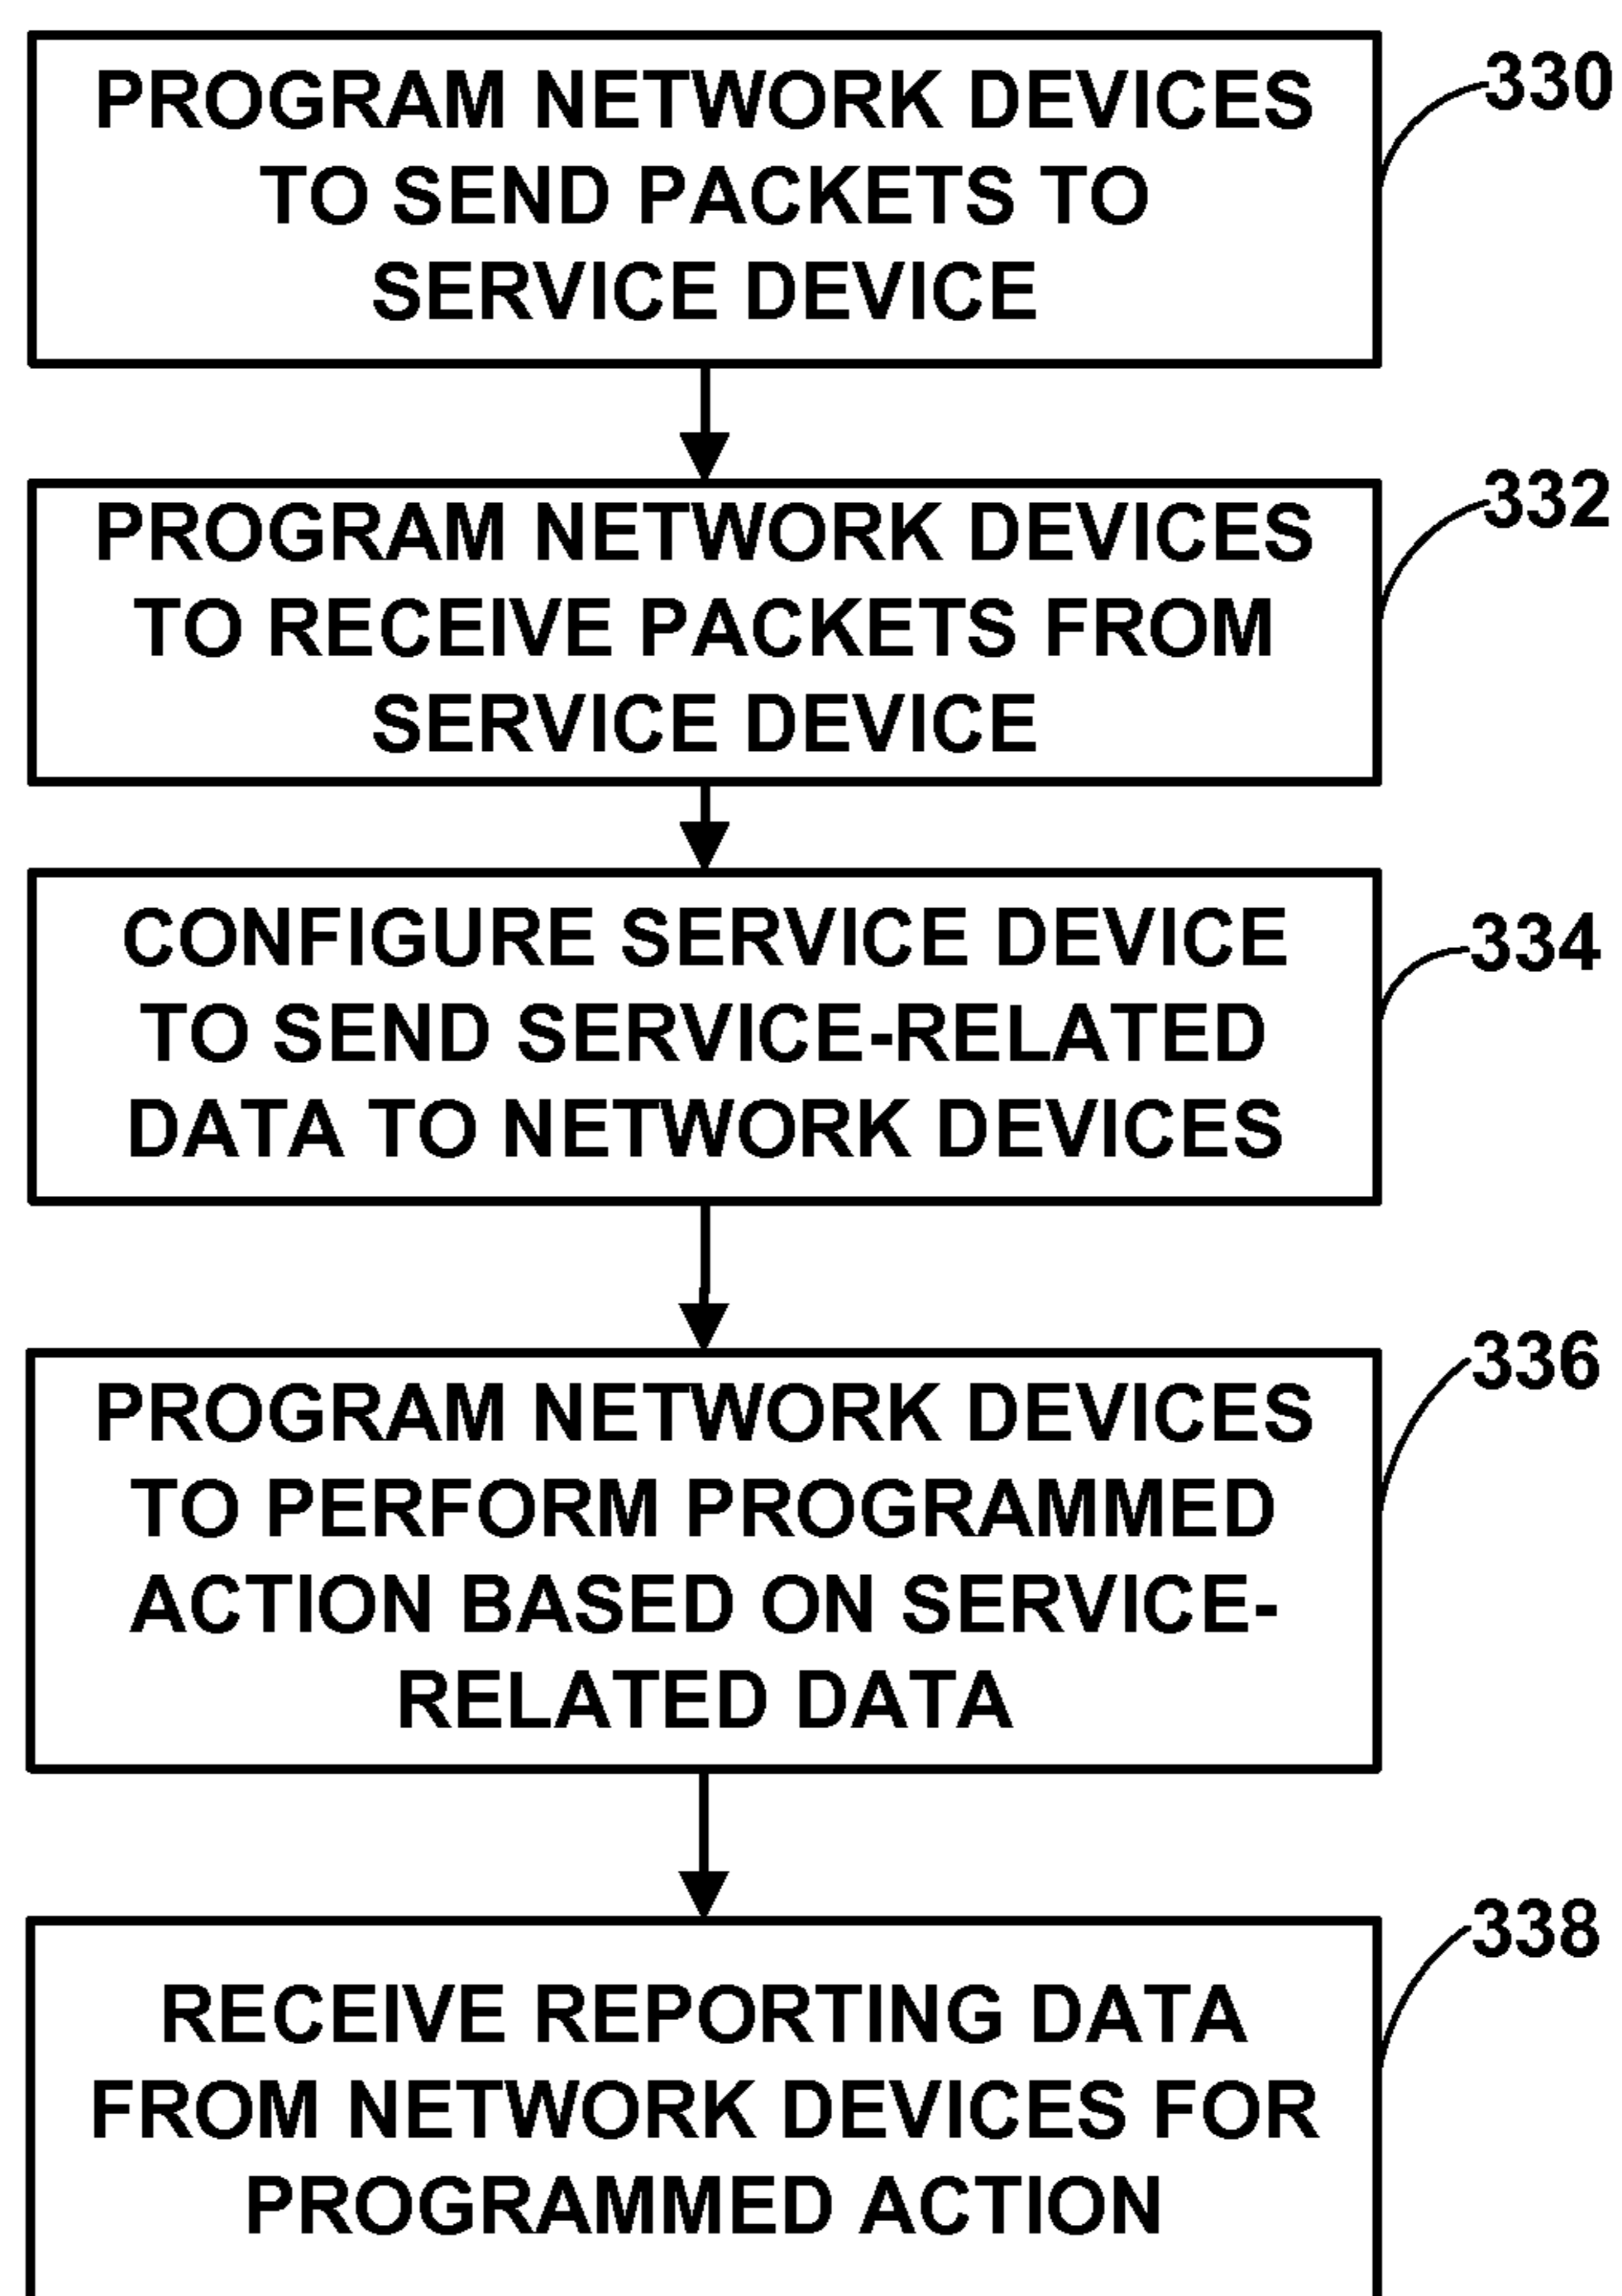 PROGRAM NETWORK DEVICES
TO SEND PACKETS TO
SERVICE DEVICE
330
PROGRAM NETWORK DEVICES
TO RECEIVE PACKETS FROM
SERVICE DEVICE
332
CONFIGURE SERVICE DEVICE
TO SEND SERVICE-RELATED
DATA TO NETWORK DEVICES
334
PROGRAM NETWORK DEVICES
TO PERFORM PROGRAMMED
ACTION BASED ON SERVICE-
RELATED DATA
336
RECEIVE REPORTING DATA
FROM NETWORK DEVICES FOR
PROGRAMMED ACTION
338